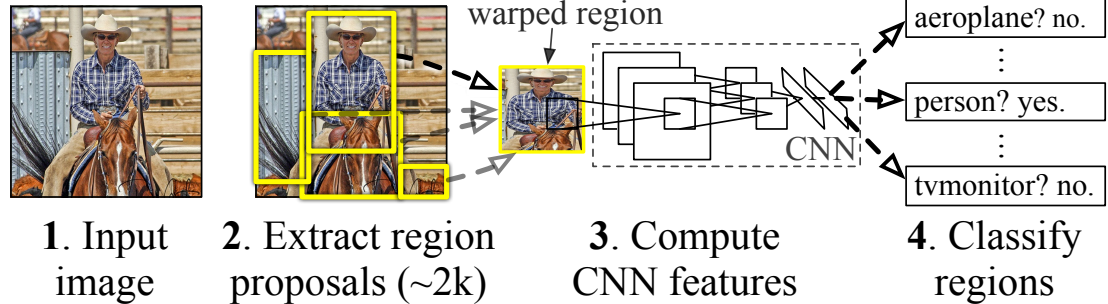 warped region
aeroplane? no.
person? yes.
CNN
tvmonitor? no.
1. Input
image
2. Extract region
proposals (~2k)
3. Compute
CNN features
4. Classify
regions